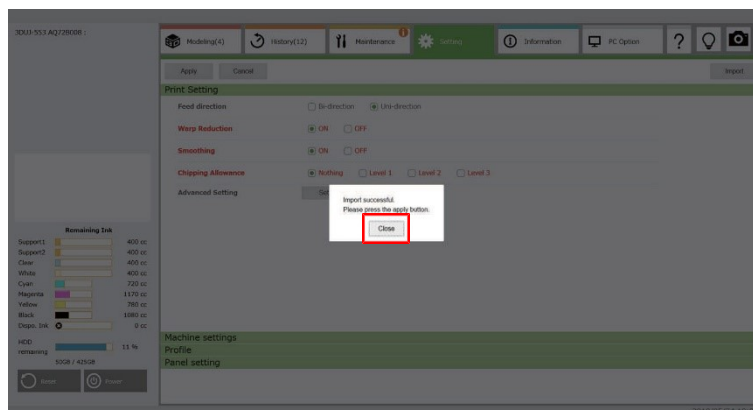 3DUJ-553 AQ72B008 :
Modeling(4)
History(12)
Maintenance
Setting
Information
PC Option
Apply
Cancel
Import
Print Setting
Feed direction
Bi-direction
Uni-direction
Warp Reduction
ON
OFF
Smoothing
ON
OFF
Chipping Allowance
Nothing
Level 1
Level 2
Level 3
Advanced Setting
Import successful.
Please press the apply button.
Close
Remaining Ink
Support1 400 cc
Support2 400 cc
Clear 400 cc
White 400 cc
Cyan 720 cc
Magenta 1170 cc
Yellow 780 cc
Black 1080 cc
Depo. Ink 0 cc
HDD
remaining 11 %
50GB / 425GB
Reset
Power
Machine settings
Profile
Panel setting